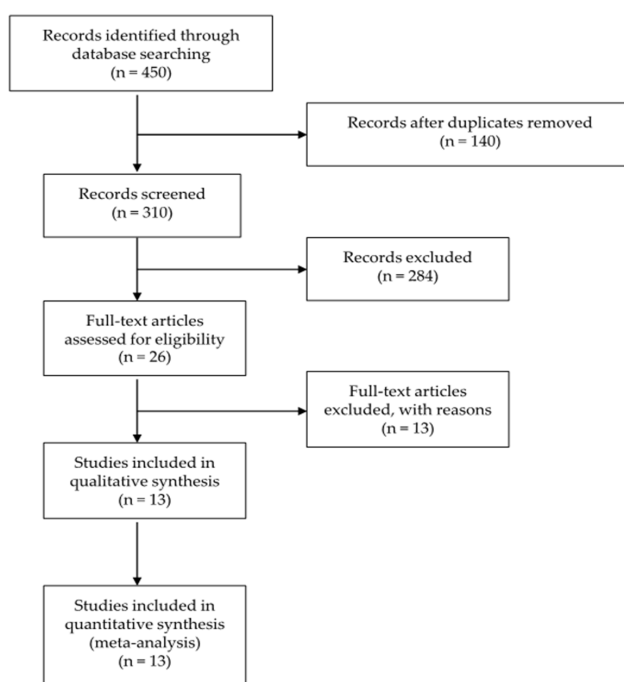 Records identified through
database searching
(n = 450)
Records after duplicates removed
(n = 140)
Records screened
(n = 310)
Records excluded
(n = 284)
Full-text articles
assessed for eligibility
(n = 26)
Full-text articles
excluded, with reasons
(n = 13)
Studies included in
qualitative synthesis
(n = 13)
Studies included in
quantitative synthesis
(meta-analysis)
(n = 13)